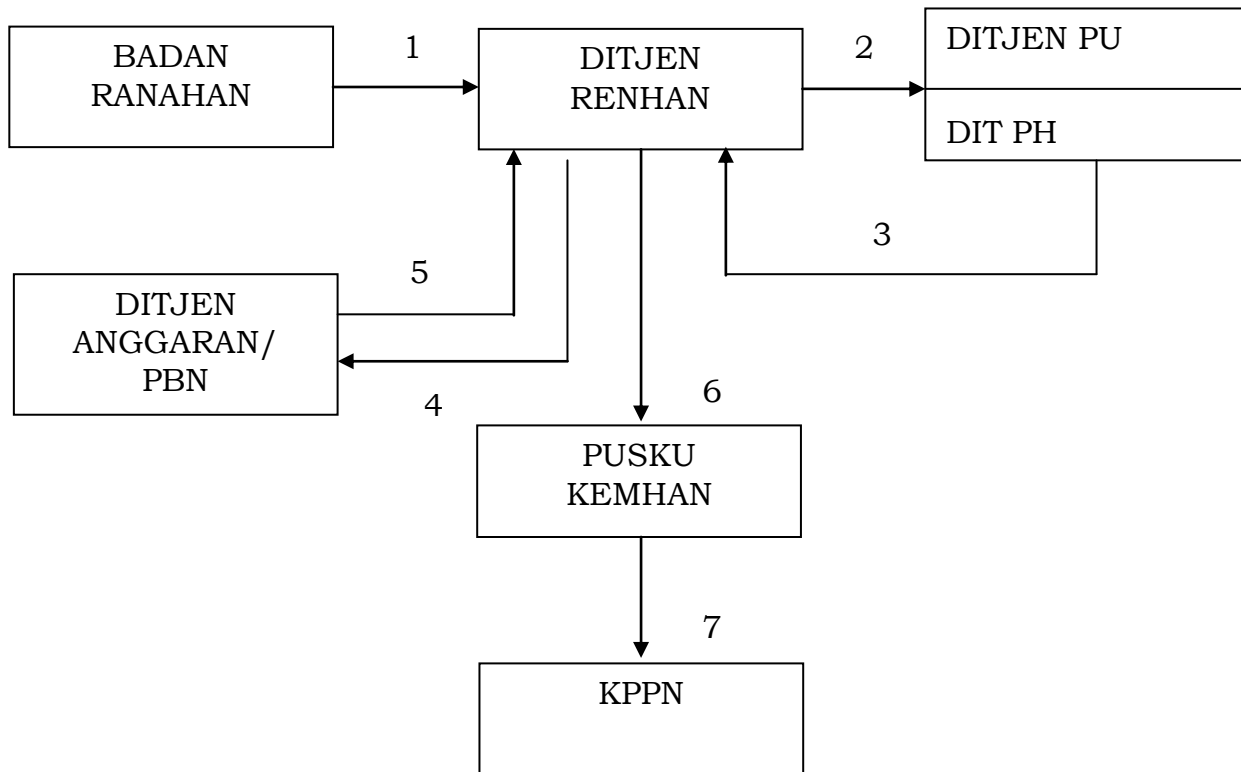 BADAN
RANAHAN
1
DITJEN
RENHAN
2
DITJEN PU
DIT PH
3
5
DITJEN
ANGGARAN/
PBN
4
6
PUSKU
KEMHAN
7
KPPN